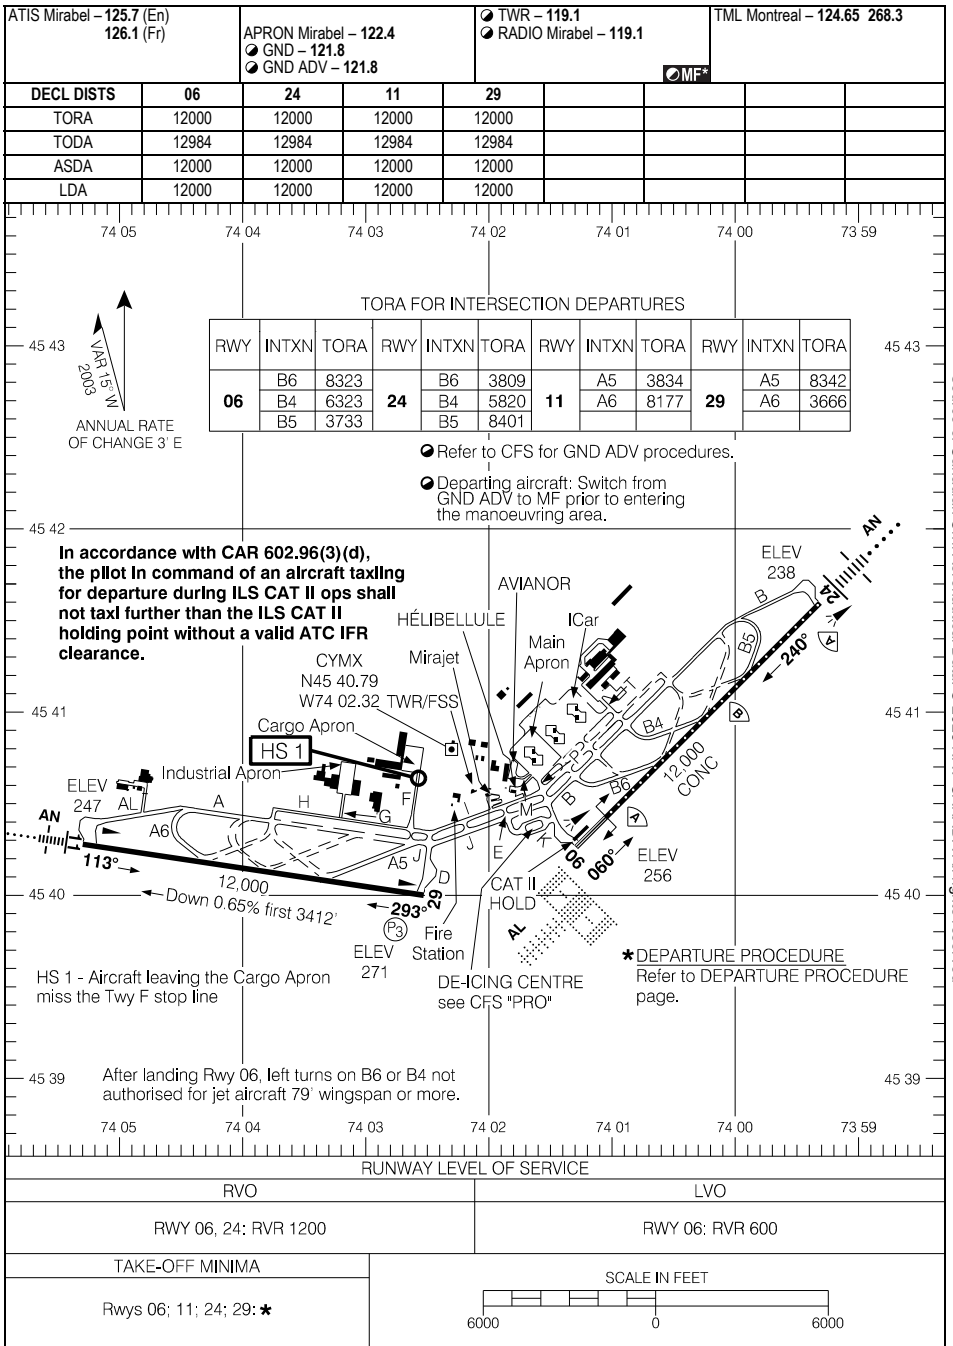 ATIS Mirabel – 125.7 (En)
126.1 (Fr)
APRON Mirabel – 122.4
GND – 121.8
GND ADV – 121.8
TWR – 119.1
RADIO Mirabel – 119.1
MF*
TML Montreal – 124.65 268.3
DECL DISTS 06 24 11 29
TORA 12000 12000 12000 12000
TODA 12984 12984 12984 12984
ASDA 12000 12000 12000 12000
LDA 12000 12000 12000 12000
74 05 74 04 74 03 74 02 74 01 74 00 73 59
TORA FOR INTERSECTION DEPARTURES
RWY INTXN TORA RWY INTXN TORA RWY INTXN TORA RWY INTXN TORA
06 B6 8323 24 B6 3809 11 A5 3834 29 A5 8342
B4 6323 B4 5820 A6 8177 A6 3666
B5 3733 B5 8401
45 43 45 43
VAR 15° W
2003
ANNUAL RATE
OF CHANGE 3' E
Refer to CFS for GND ADV procedures.
Departing aircraft: Switch from
GND ADV to MF prior to entering
the manoeuvring area.
45 42 45 42
In accordance with CAR 602.96(3)(d),
the pilot in command of an aircraft taxiing
for departure during ILS CAT II ops shall
not taxi further than the ILS CAT II
holding point without a valid ATC IFR
clearance.
AN
ELEV
238
24
B
AVIANOR
HÉLIBELLULE
ICar
Main
Apron
Mirajet
CYMX
N45 40.79
W74 02.32
TWR/FSS
B5
240°
A
45 41 45 41
B4
B
Cargo Apron
HS 1
Industrial Apron
12,000
CONC
ELEV
247
AL
A
H
G
F
B6
B
M
A
AN
A6
11
J
J
E
L
K
06
060°
ELEV
256
113°
A5
D
12,000
Down 0.65% first 3412'
293°
29
P3
CAT II
HOLD
AL
45 40 45 40
ELEV
271
Fire
Station
DE-ICING CENTRE
see CFS "PRO"
* DEPARTURE PROCEDURE
Refer to DEPARTURE PROCEDURE
page.
HS 1 - Aircraft leaving the Cargo Apron
miss the Twy F stop line
45 39 45 39
After landing Rwy 06, left turns on B6 or B4 not
authorised for jet aircraft 79' wingspan or more.
74 05 74 04 74 03 74 02 74 01 74 00 73 59
RUNWAY LEVEL OF SERVICE
RVO LVO
RWY 06, 24: RVR 1200 RWY 06: RVR 600
TAKE-OFF MINIMA
Rwys 06; 11; 24; 29: *
SCALE IN FEET
6000 0 6000